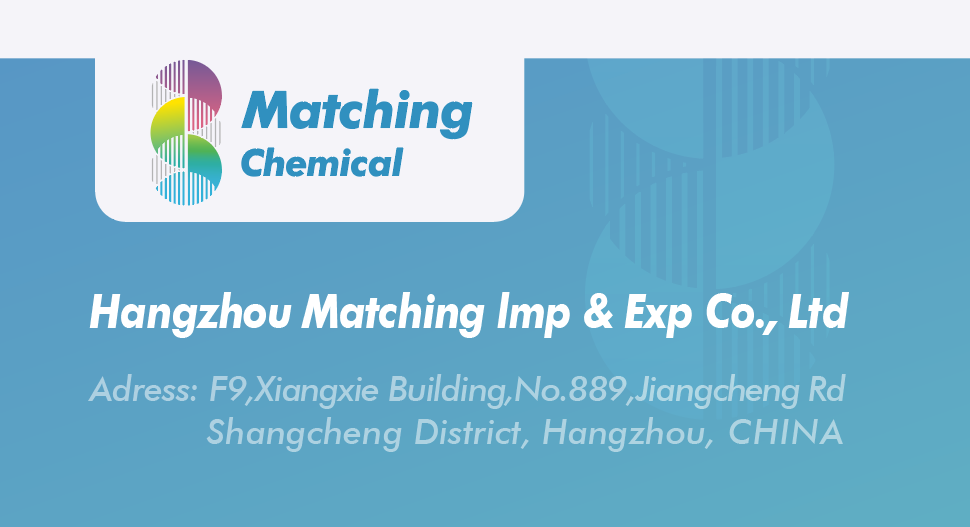 Matching
Chemical
Hangzhou Matching Imp & Exp Co., Ltd
Adress: F9,Xiangxie Building,No.889,Jiangcheng Rd
Shangcheng District, Hangzhou, CHINA